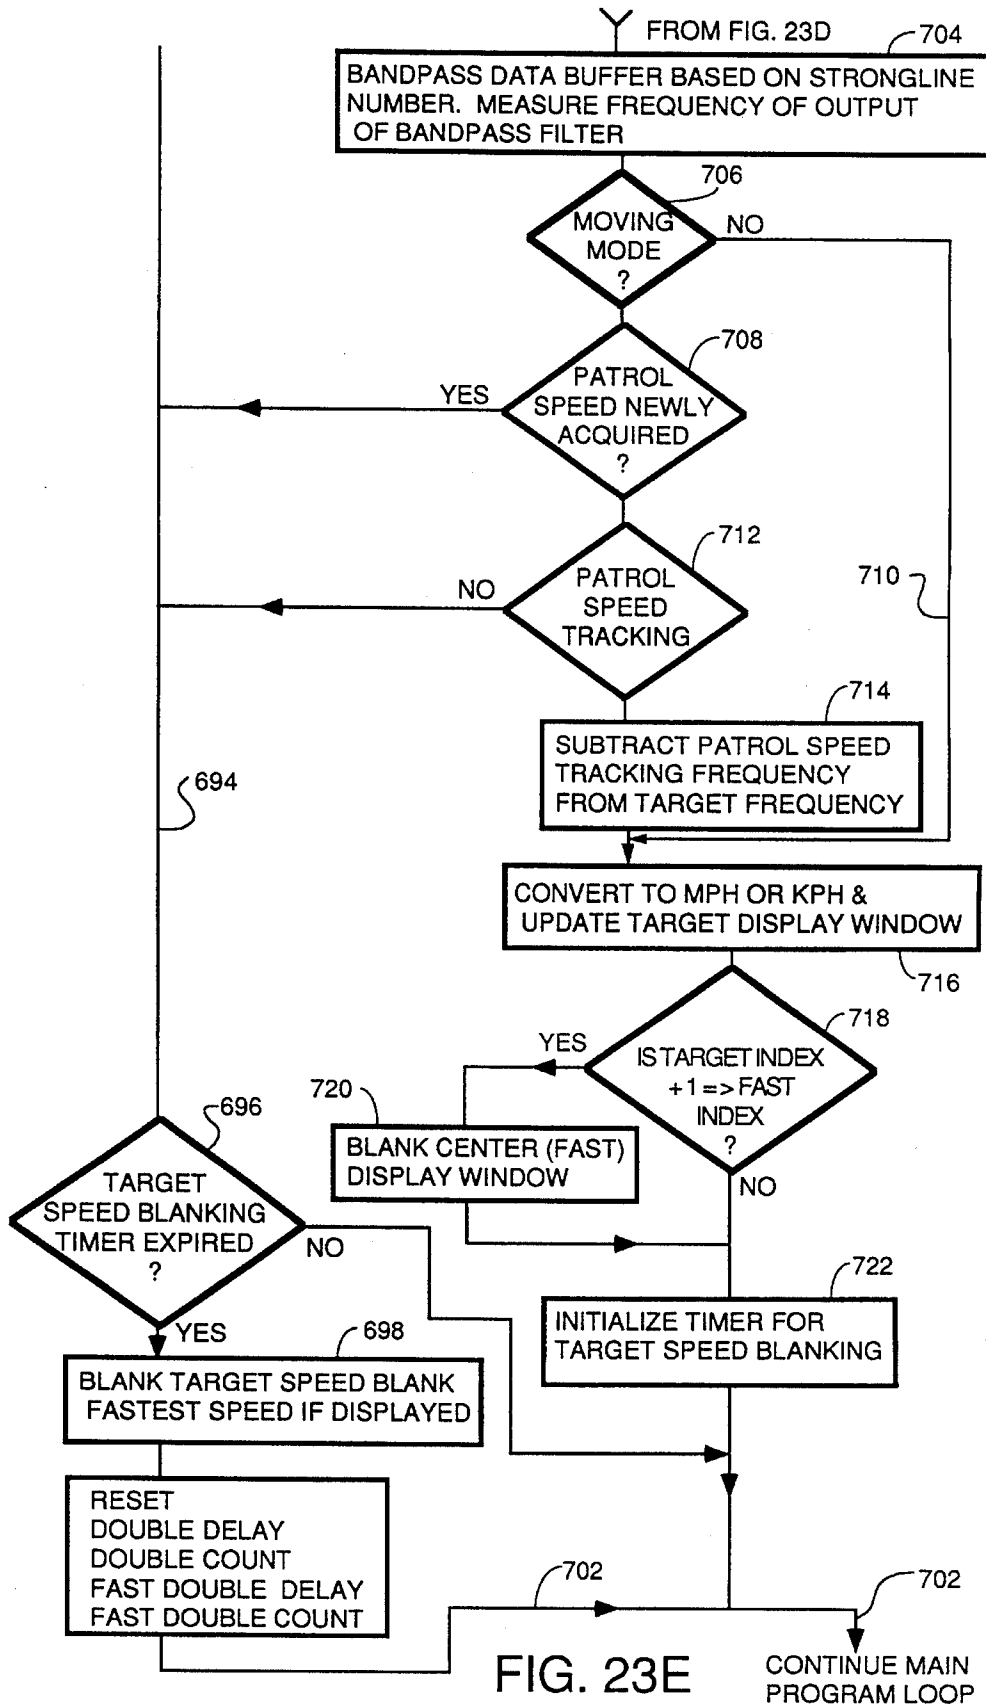 FROM FIG. 23D
704
BANDPASS DATA BUFFER BASED ON STRONGLINE
NUMBER. MEASURE FREQUENCY OF OUTPUT
OF BANDPASS FILTER
706
MOVING
MODE
?
NO
708
PATROL
SPEED NEWLY
ACQUIRED
?
YES
712
PATROL
SPEED
TRACKING
NO
710
714
SUBTRACT PATROL SPEED
TRACKING FREQUENCY
FROM TARGET FREQUENCY
694
CONVERT TO MPH OR KPH &
UPDATE TARGET DISPLAY WINDOW
716
718
IS TARGET INDEX
+1 => FAST
INDEX
?
YES
NO
720
BLANK CENTER (FAST)
DISPLAY WINDOW
696
TARGET
SPEED BLANKING
TIMER EXPIRED
?
NO
YES
722
INITIALIZE TIMER FOR
TARGET SPEED BLANKING
698
BLANK TARGET SPEED BLANK
FASTEST SPEED IF DISPLAYED
RESET
DOUBLE DELAY
DOUBLE COUNT
FAST DOUBLE DELAY
FAST DOUBLE COUNT
702
702
CONTINUE MAIN
PROGRAM LOOP
FIG. 23E